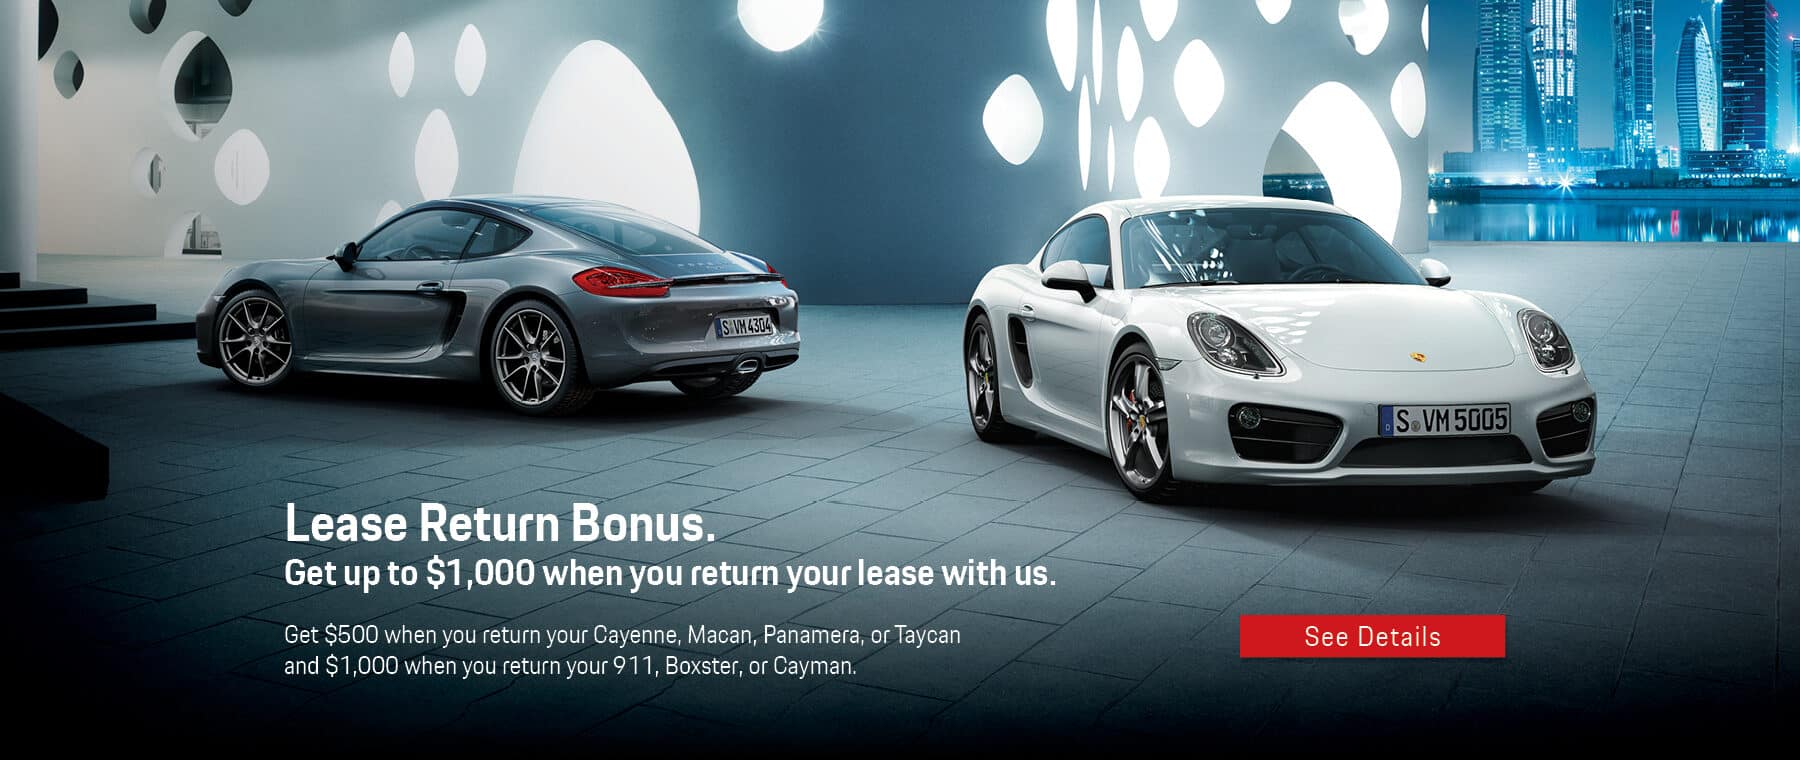 S VM 4304
S VM 5005
Lease Return Bonus.
Get up to $1,000 when you return your lease with us.
Get $500 when you return your Cayenne, Macan, Panamera, or Taycan
and $1,000 when you return your 911, Boxster, or Cayman.
See Details